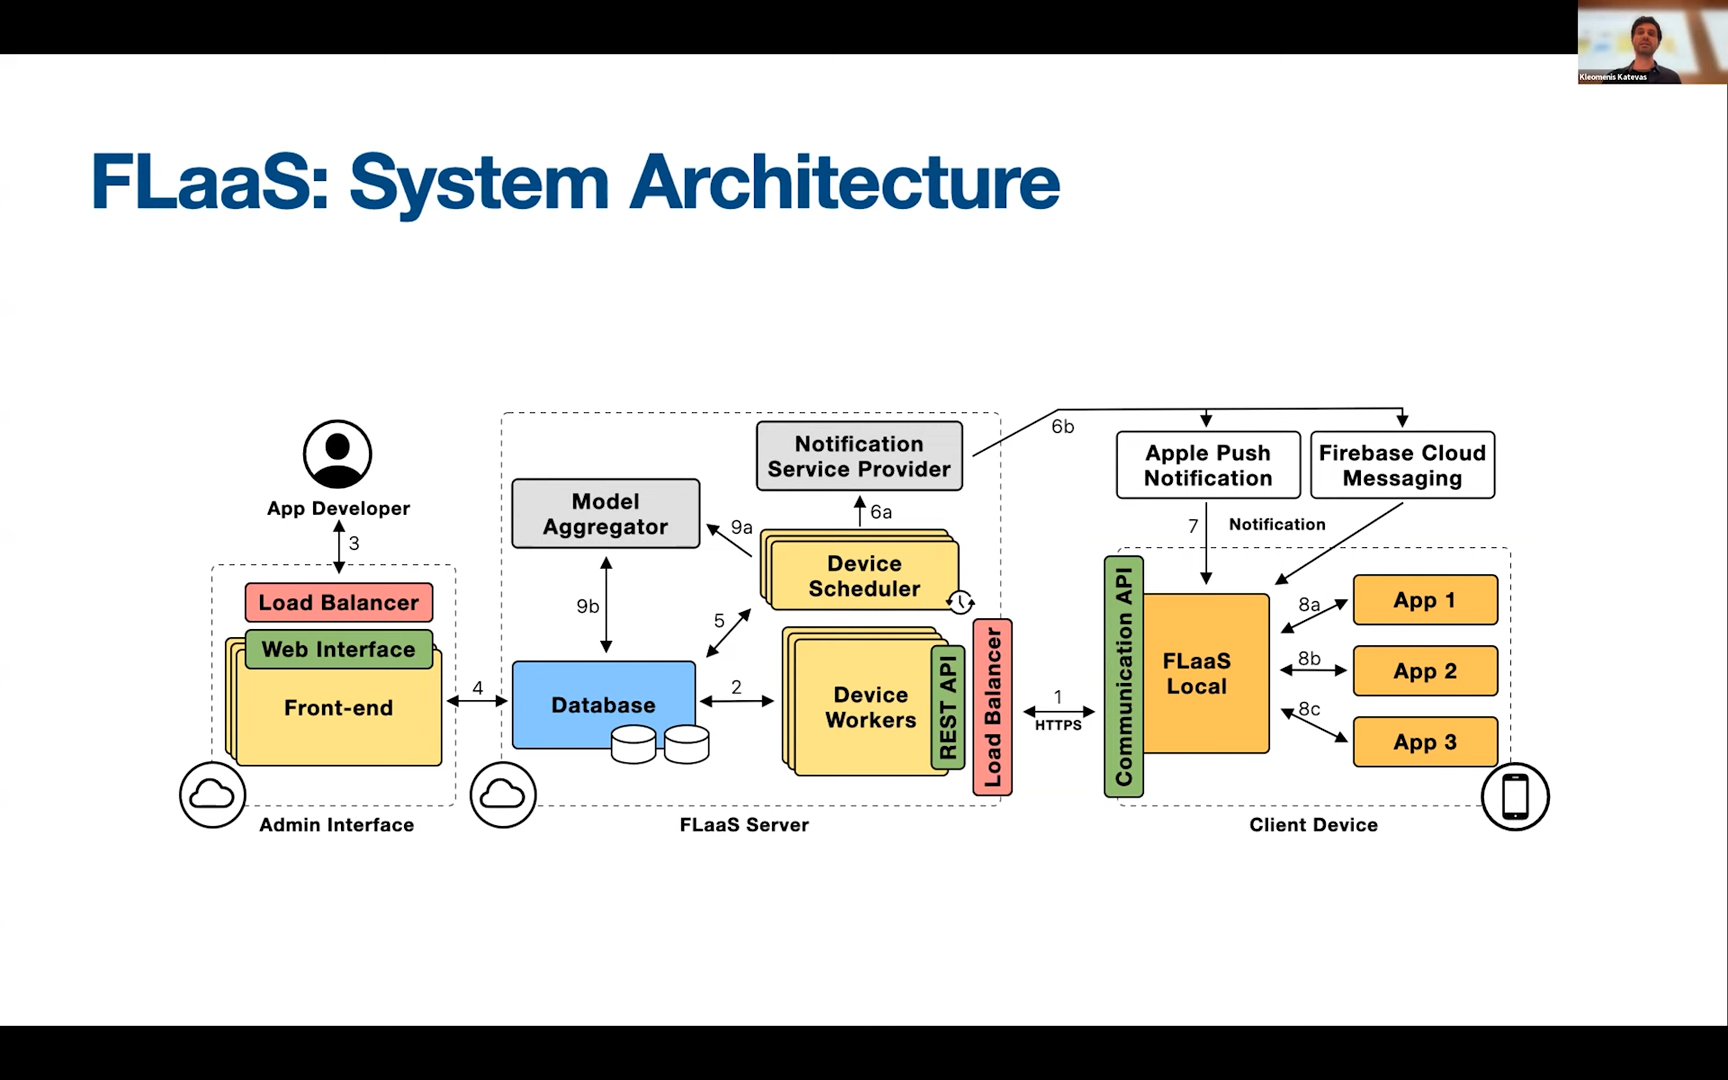 Kleomenis Katevas
FLaaS: System Architecture
App Developer
3
Load Balancer
Web Interface
Front-end
Admin Interface
4
Model
Aggregator
9a
9b
5
Database
2
Notification
Service Provider
6a
6b
Device
Scheduler
Device
Workers
REST API
Load Balancer
FLaaS Server
1
HTTPS
Apple Push
Notification
Firebase Cloud
Messaging
7
Notification
Communication API
FLaaS
Local
8a
8b
8c
App 1
App 2
App 3
Client Device